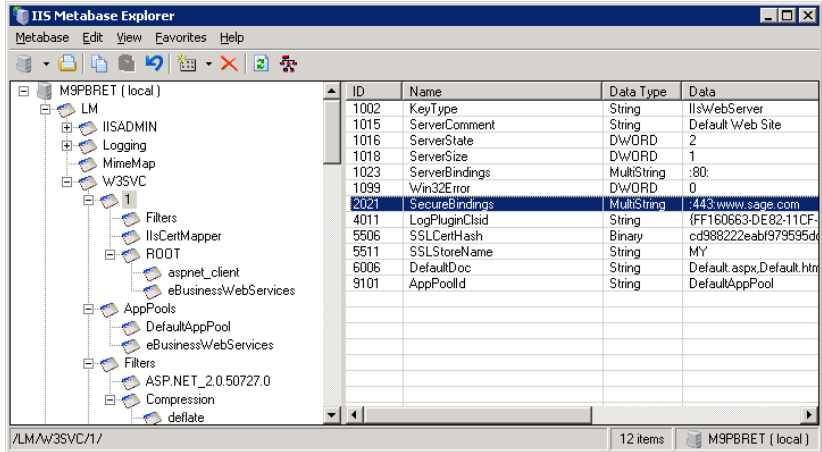 IIS Metabase Explorer
Metabase Edit View Favorites Help
M9PBRET ( local )
LM
IISADMIN
Logging
MimeMap
W3SVC
1
Filters
IIsCertMapper
ROOT
aspnet_client
eBusinessWebServices
AppPools
DefaultAppPool
eBusinessWebServices
Filters
ASP.NET_2.0.50727.0
Compression
deflate
ID Name Data Type Data
1002 KeyType String IIsWebServer
1015 ServerComment String Default Web Site
1016 ServerState DWORD 2
1018 ServerSize DWORD 1
1023 ServerBindings MultiString :80:
1099 Win32Error DWORD 0
2021 SecureBindings MultiString :443:www.sage.com
4011 LogPluginClsid String {FF160663-DE82-11CF-
5506 SSLCertHash Binary cd988222eabf979595dc
5511 SSLStoreName String MY
6006 DefaultDoc String Default.aspx,Default.htm
9101 AppPoolId String DefaultAppPool
/LM/W3SVC/1/ 12 items M9PBRET ( local )